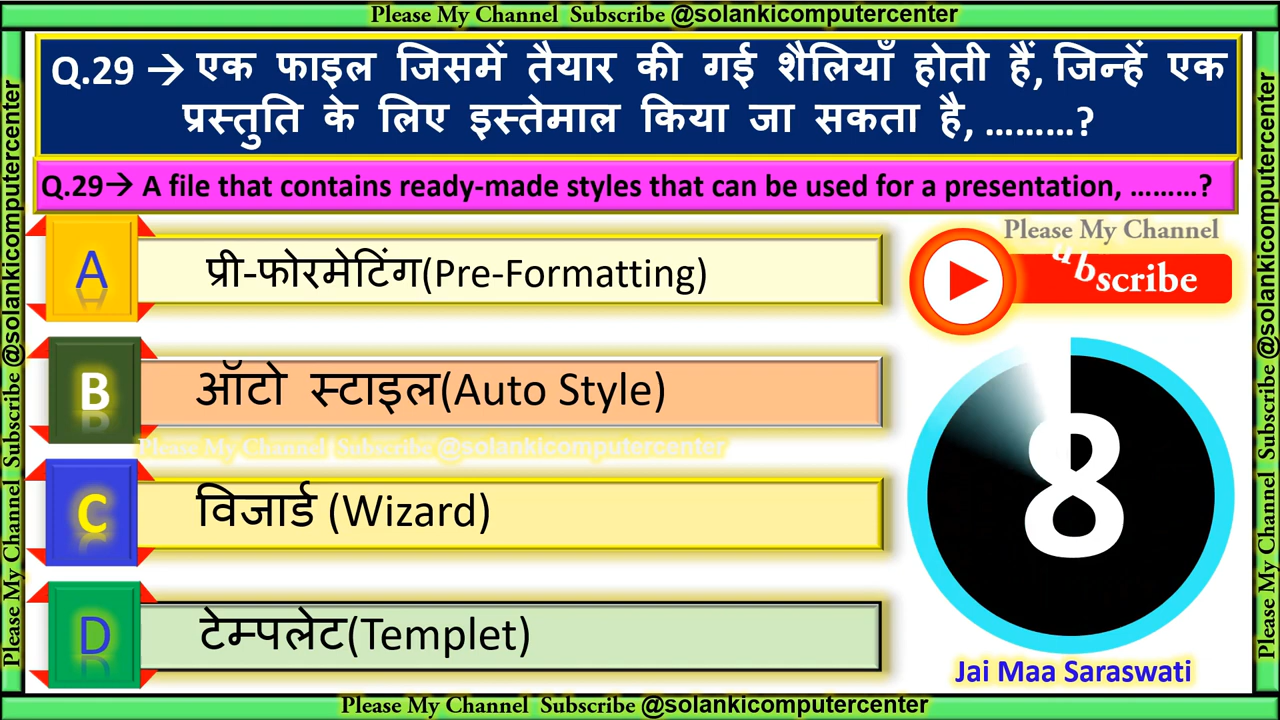 Please My Channel Subscribe @solankicomputercenter
Q.29 → एक फाइल जिसमें तैयार की गई शैलियाँ होती हैं, जिन्हें एक
प्रस्तुति के लिए इस्तेमाल किया जा सकता है, .........?
Q.29→ A file that contains ready-made styles that can be used for a presentation, .........?
Please My Channel
ubscribe
A प्री-फोरमेटिंग(Pre-Formatting)
B ऑटो स्टाइल(Auto Style)
Please My Channel Subscribe @solankicomputercenter
C विजार्ड (Wizard)
D टेम्पलेट(Templet)
8
Jai Maa Saraswati
Please My Channel Subscribe @solankicomputercenter
Please My Channel Subscribe @solankicomputercenter
Please My Channel Subscribe @solankicomputercenter